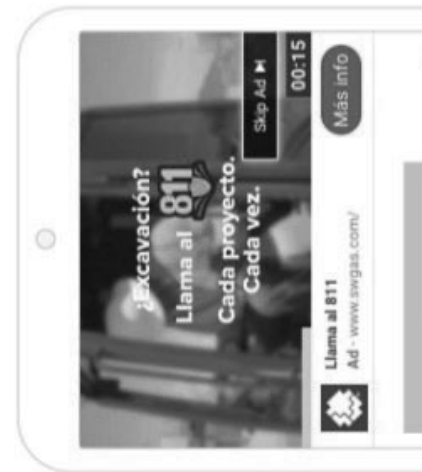 ¿Excavación?
Llama al 811
Cada proyecto.
Cada vez.
Skip Ad
00:15
Llama al 811
Ad - www.swgas.com/
Más info